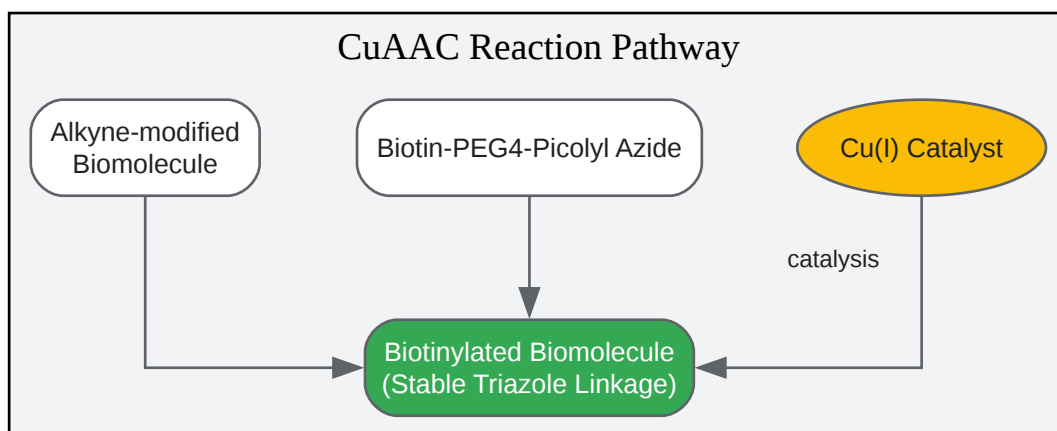 CuAAC Reaction Pathway
Alkyne-modified
Biomolecule
Biotin-PEG4-Picolyl Azide
Cu(I) Catalyst
catalysis
Biotinylated Biomolecule
(Stable Triazole Linkage)